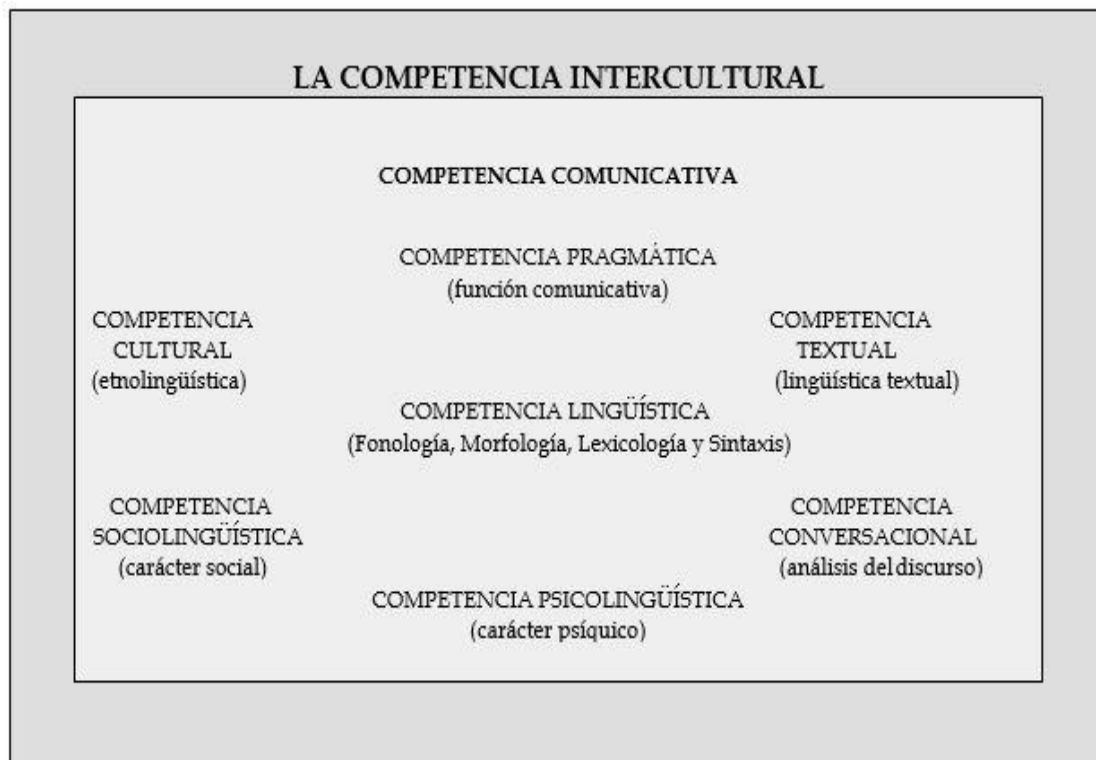 LA COMPETENCIA INTERCULTURAL
COMPETENCIA COMUNICATIVA
COMPETENCIA PRAGMÁTICA
(función comunicativa)
COMPETENCIA
CULTURAL
(etnolingüística)
COMPETENCIA
TEXTUAL
(lingüística textual)
COMPETENCIA LINGÜÍSTICA
(Fonología, Morfología, Lexicología y Sintaxis)
COMPETENCIA
SOCIOLINGÜÍSTICA
(carácter social)
COMPETENCIA
CONVERSACIONAL
(análisis del discurso)
COMPETENCIA PSICOLINGÜÍSTICA
(carácter psíquico)